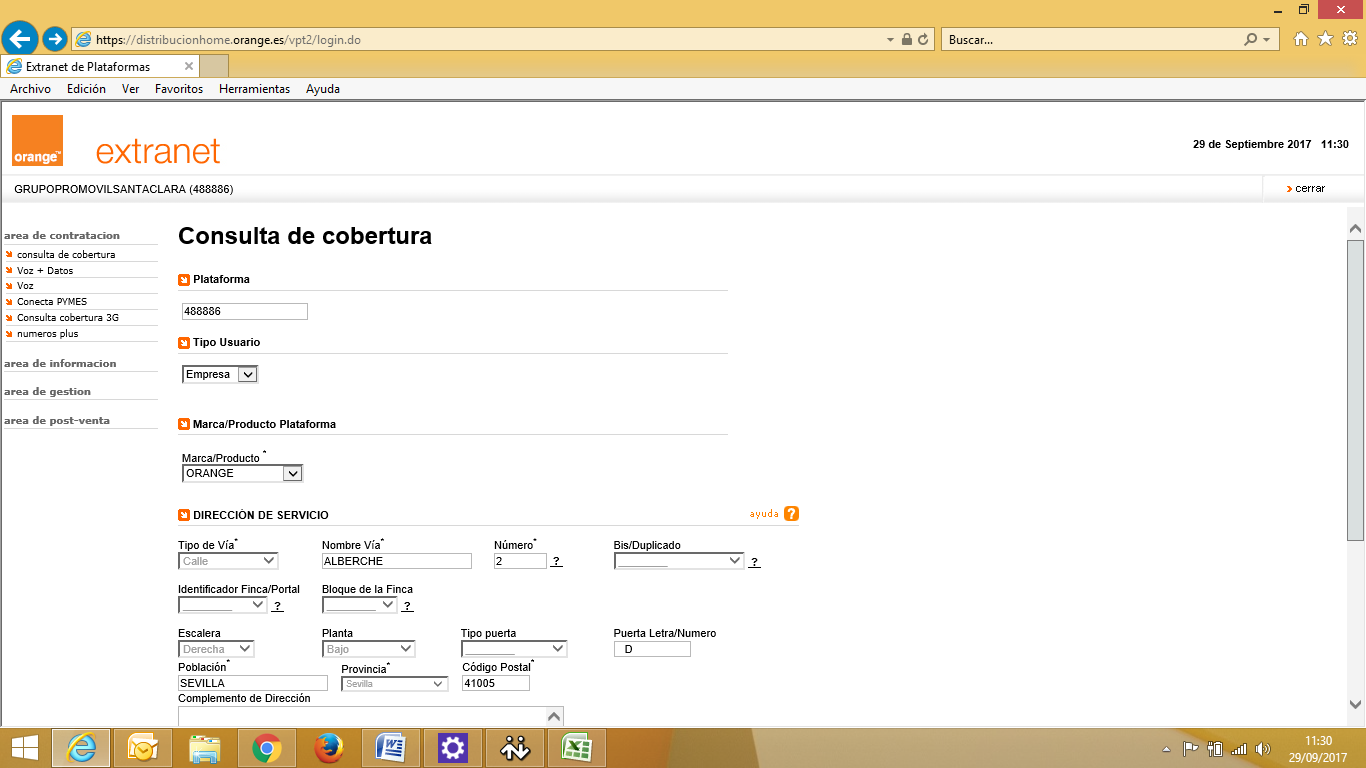 https://distribucionhome.orange.es/vpt2/login.do
Buscar...
Extranet de Plataformas
Archivo Edición Ver Favoritos Herramientas Ayuda
orange™
extranet
29 de Septiembre 2017 11:30
GRUPOPROMOVILSANTACLARA (488886)
cerrar
area de contratacion
consulta de cobertura
Voz + Datos
Voz
Conecta PYMES
Consulta cobertura 3G
numeros plus
area de informacion
area de gestion
area de post-venta
Consulta de cobertura
Plataforma
488886
Tipo Usuario
Empresa
Marca/Producto Plataforma
Marca/Producto *
ORANGE
DIRECCIÓN DE SERVICIO
ayuda ?
Tipo de Vía* Nombre Vía* Número* Bis/Duplicado
Calle ALBERCHE 2 ? ________ ?
Identificador Finca/Portal Bloque de la Finca
________ ? ________ ?
Escalera Planta Tipo puerta Puerta Letra/Numero
Derecha Bajo ________ D
Población* Provincia* Código Postal*
SEVILLA Sevilla 41005
Complemento de Dirección
11:30
29/09/2017